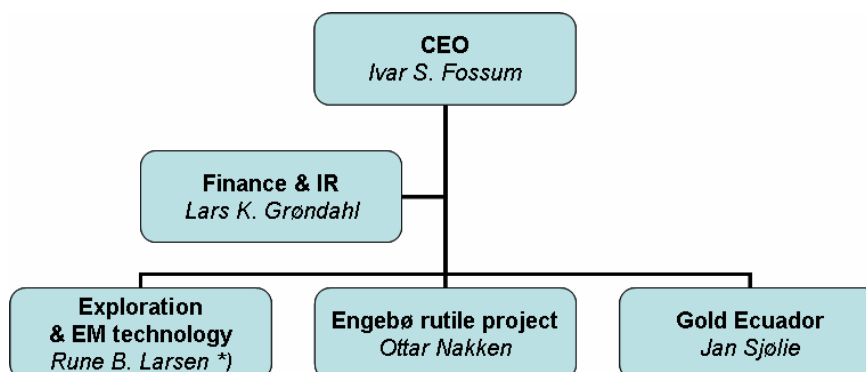 CEO
Ivar S. Fossum
Finance & IR
Lars K. Grøndahl
Exploration
& EM technology
Rune B. Larsen *)
Engebø rutile project
Ottar Nakken
Gold Ecuador
Jan Sjølie